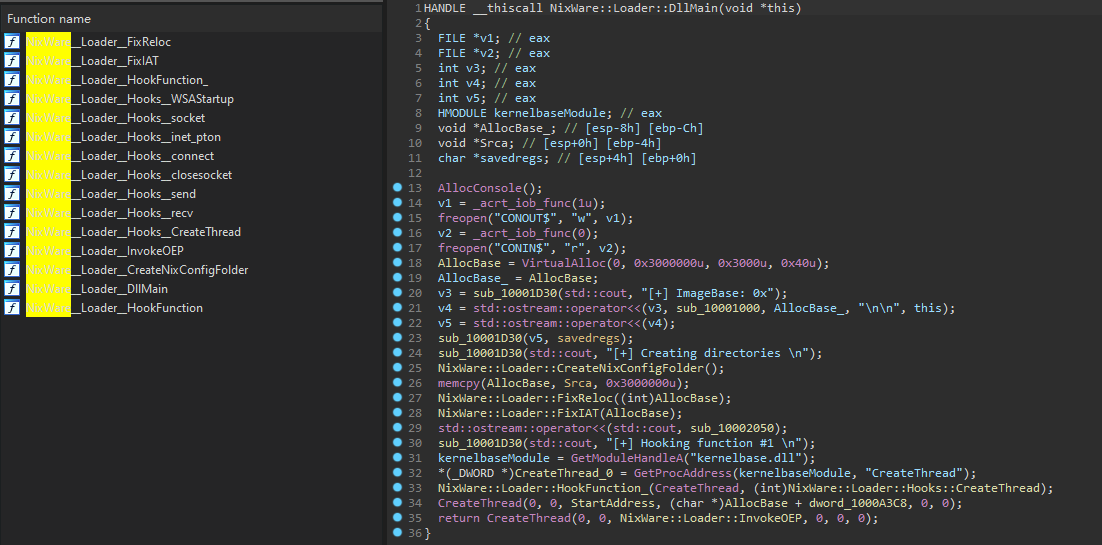 Function name
NixWare__Loader__FixReloc
NixWare__Loader__FixIAT
NixWare__Loader__HookFunction_
NixWare__Loader__Hooks__WSAStartup
NixWare__Loader__Hooks__socket
NixWare__Loader__Hooks__inet_pton
NixWare__Loader__Hooks__connect
NixWare__Loader__Hooks__closesocket
NixWare__Loader__Hooks__send
NixWare__Loader__Hooks__recv
NixWare__Loader__Hooks__CreateThread
NixWare__Loader__InvokeOEP
NixWare__Loader__CreateNixConfigFolder
NixWare__Loader__DllMain
NixWare__Loader__HookFunction
1 HANDLE __thiscall NixWare::Loader::DllMain(void *this)
2 {
3 FILE *v1; // eax
4 FILE *v2; // eax
5 int v3; // eax
6 int v4; // eax
7 int v5; // eax
8 HMODULE kernelbaseModule; // eax
9 void *AllocBase_; // [esp-8h] [ebp-Ch]
10 void *Srca; // [esp+0h] [ebp-4h]
11 char *savedregs; // [esp+4h] [ebp+0h]
12
13 AllocConsole();
14 v1 = _acrt_iob_func(1u);
15 freopen("CONOUT$", "w", v1);
16 v2 = _acrt_iob_func(0);
17 freopen("CONIN$", "r", v2);
18 AllocBase = VirtualAlloc(0, 0x3000000u, 0x3000u, 0x40u);
19 AllocBase_ = AllocBase;
20 v3 = sub_10001D30(std::cout, "[+] ImageBase: 0x");
21 v4 = std::ostream::operator<<(v3, sub_10001000, AllocBase_, "\n\n", this);
22 v5 = std::ostream::operator<<(v4);
23 sub_10001D30(v5, savedregs);
24 sub_10001D30(std::cout, "[+] Creating directories \n");
25 NixWare::Loader::CreateNixConfigFolder();
26 memcpy(AllocBase, Srca, 0x3000000u);
27 NixWare::Loader::FixReloc((int)AllocBase);
28 NixWare::Loader::FixIAT(AllocBase);
29 std::ostream::operator<<(std::cout, sub_10002050);
30 sub_10001D30(std::cout, "[+] Hooking function #1 \n");
31 kernelbaseModule = GetModuleHandleA("kernelbase.dll");
32 *(_DWORD *)CreateThread_0 = GetProcAddress(kernelbaseModule, "CreateThread");
33 NixWare::Loader::HookFunction_(CreateThread, (int)NixWare::Loader::Hooks::CreateThread);
34 CreateThread(0, 0, StartAddress, (char *)AllocBase + dword_1000A3C8, 0, 0);
35 return CreateThread(0, 0, NixWare::Loader::InvokeOEP, 0, 0, 0);
36 }